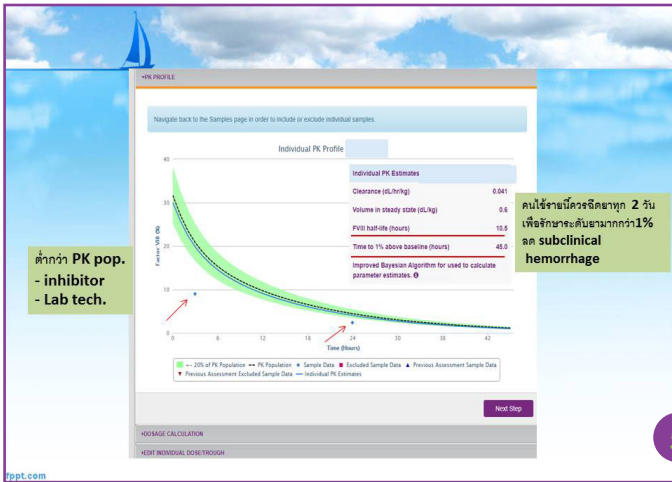 ▾PK PROFILE
Navigate back to the Samples page in order to include or exclude individual samples.
Individual PK Profile
40
30
20
10
0
Factor VIII (%)
0 6 12 18 24 30 36 42
Time (Hours)
Individual PK Estimates
Clearance (dL/hr/kg) 0.041
Volume in steady state (dL/kg) 0.6
FVIII half-life (hours) 10.5
Time to 1% above baseline (hours) 45.0
Improved Bayesian Algorithm for used to calculate
parameter estimates.
+- 20% of PK Population PK Population Sample Data Excluded Sample Data Previous Assessment Sample Data
Previous Assessment Excluded Sample Data Individual PK Estimates
Next Step
▸DOSAGE CALCULATION
▸EDIT INDIVIDUAL DOSE/TROUGH
ต่ำกว่า PK pop.
- inhibitor
- Lab tech.
คนไข้รายนี้ควรฉีดยาทุก 2 วัน
เพื่อรักษาระดับยามากกว่า1%
ลด subclinical
hemorrhage
fppt.com